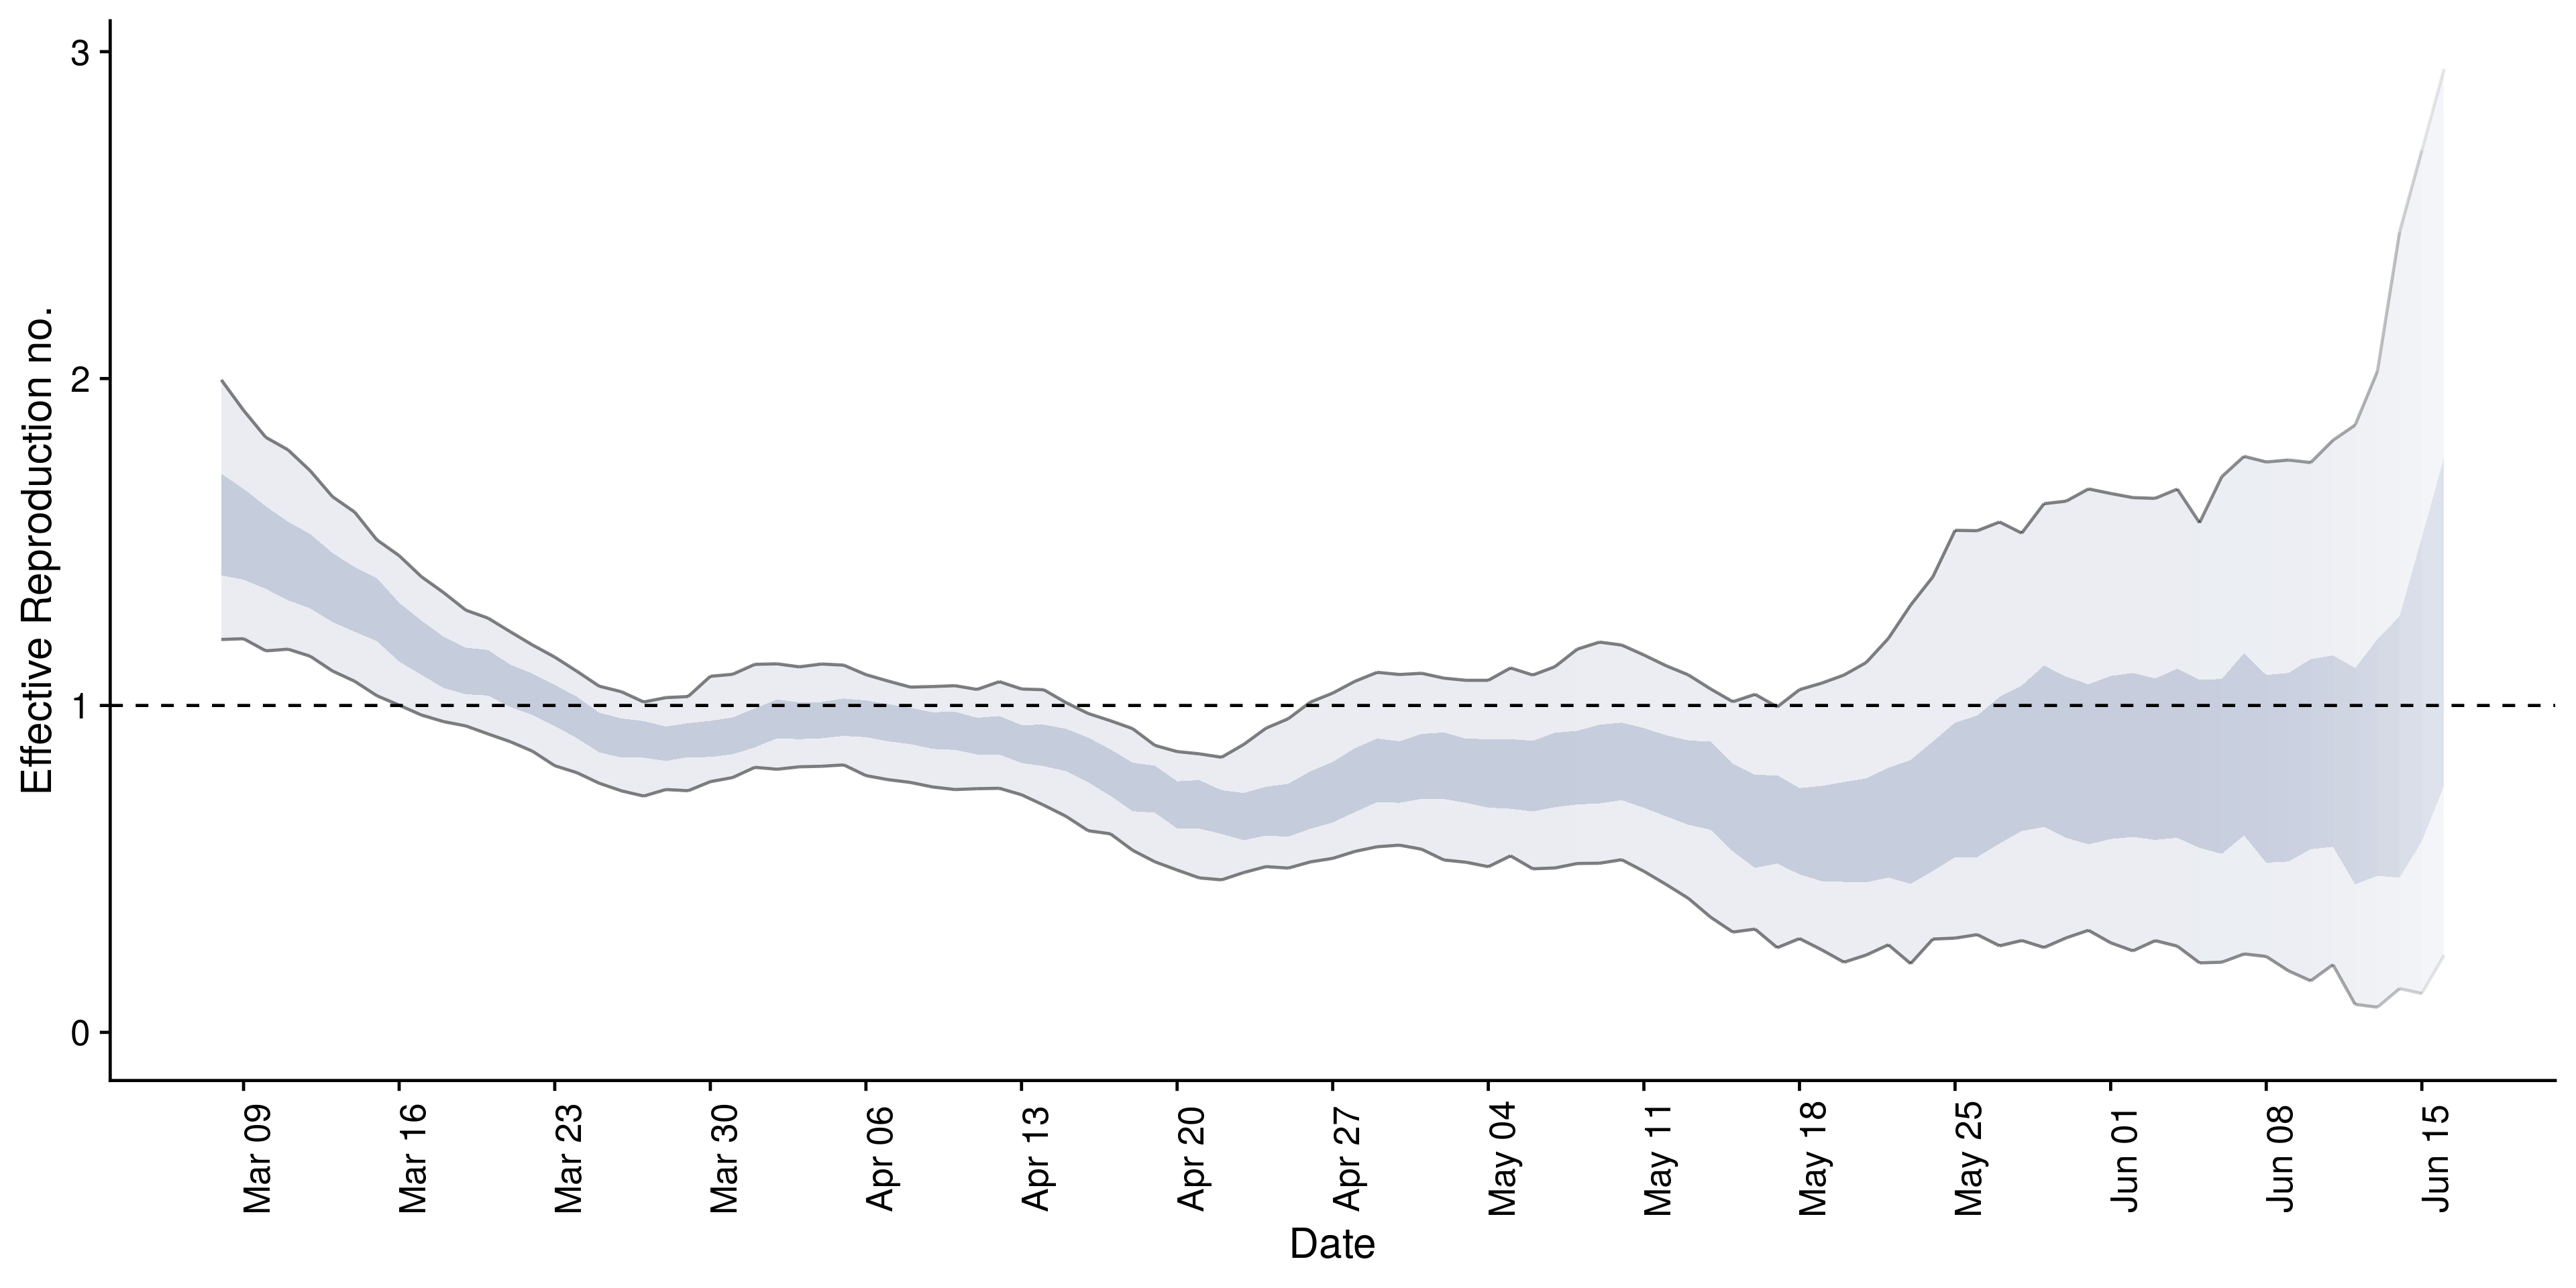 Effective Reproduction no.
3
2
1
0
Mar 09
Mar 16
Mar 23
Mar 30
Apr 06
Apr 13
Apr 20
Apr 27
May 04
May 11
May 18
May 25
Jun 01
Jun 08
Jun 15
Date